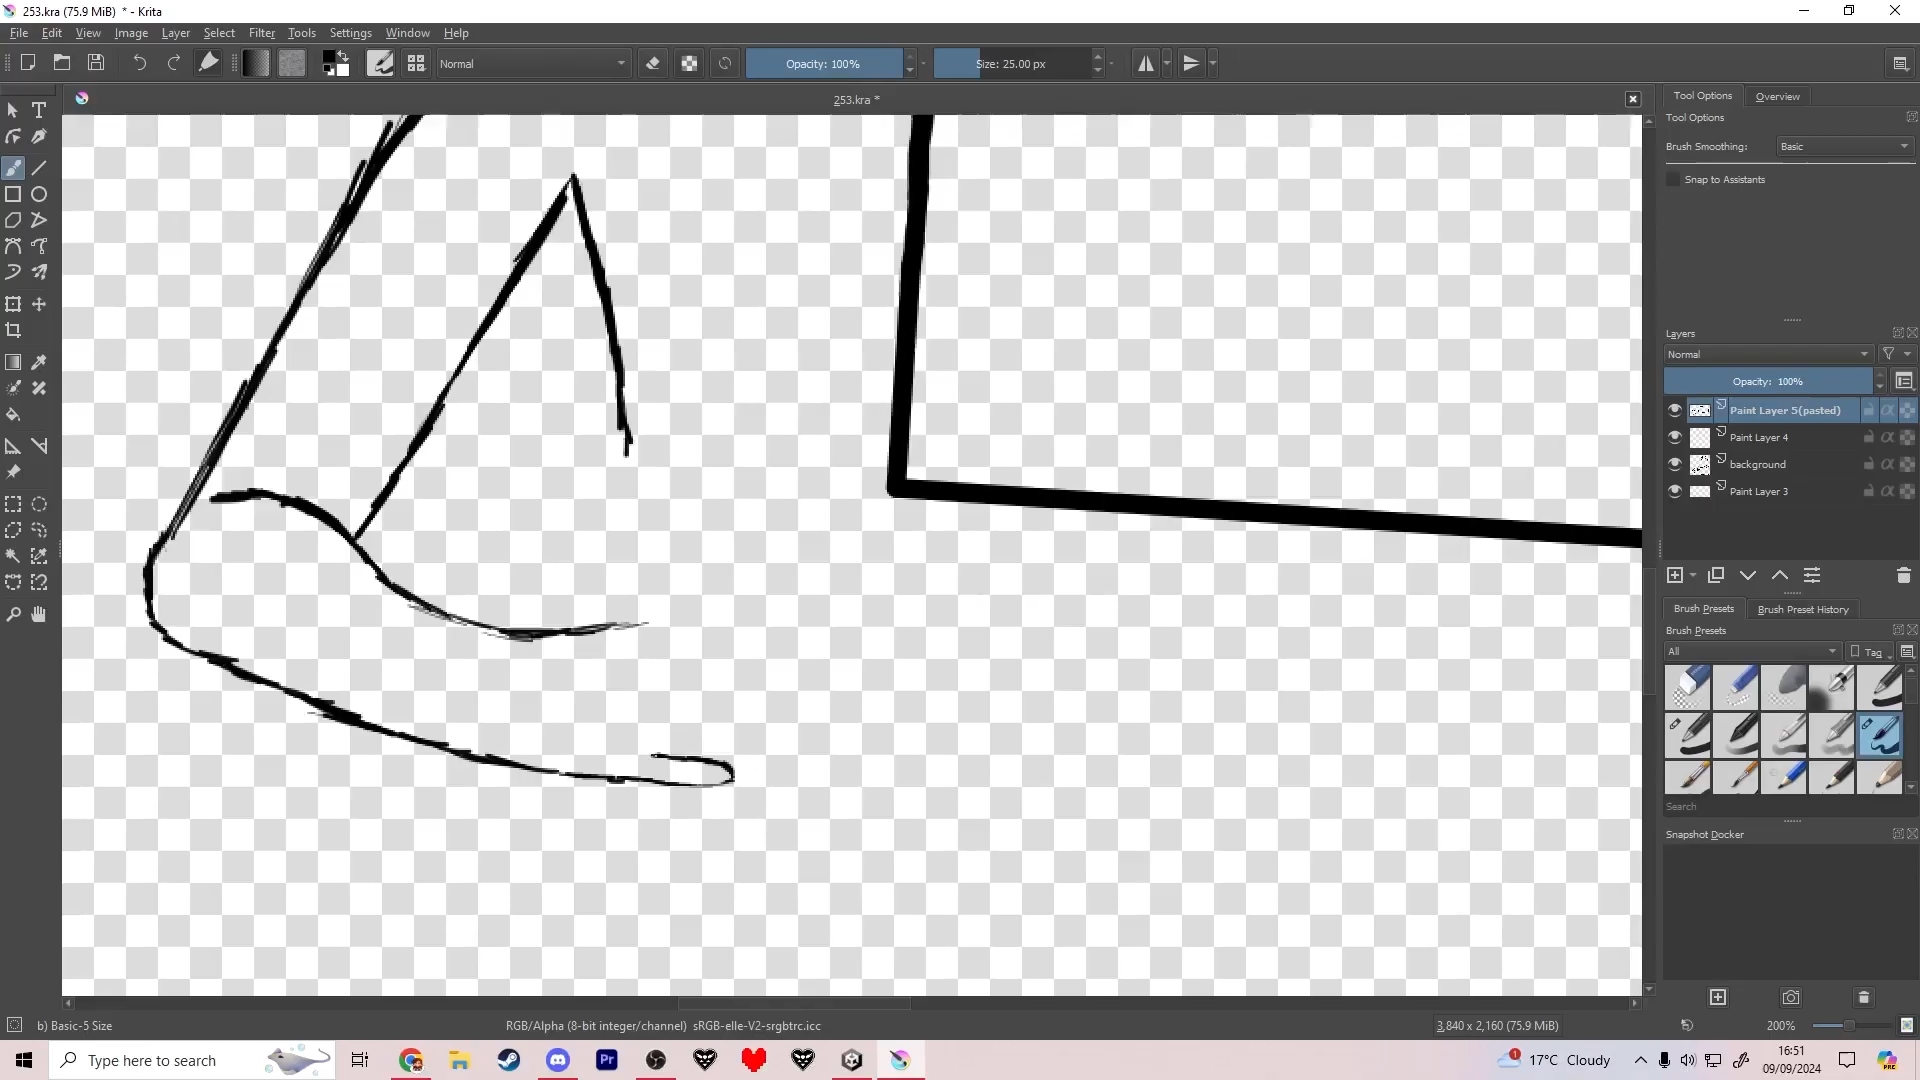 253.kra (75.9 MiB) * - Krita
File Edit View Image Layer Select Filter Tools Settings Window Help
Normal
Opacity: 100%
Size: 25.00 px
253.kra *
Tool Options Overview
Tool Options
Brush Smoothing: Basic
Snap to Assistants
Layers
Normal
Opacity: 100%
Paint Layer 5(pasted)
Paint Layer 4
background
Paint Layer 3
Brush Presets Brush Preset History
Brush Presets
All Tag
Search
Snapshot Docker
b) Basic-5 Size
RGB/Alpha (8-bit integer/channel) sRGB-elle-V2-srgbtrc.icc
3,840 x 2,160 (75.9 MiB)
200%
Type here to search
Pr
1
17°C Cloudy
16:51
09/09/2024
PRE